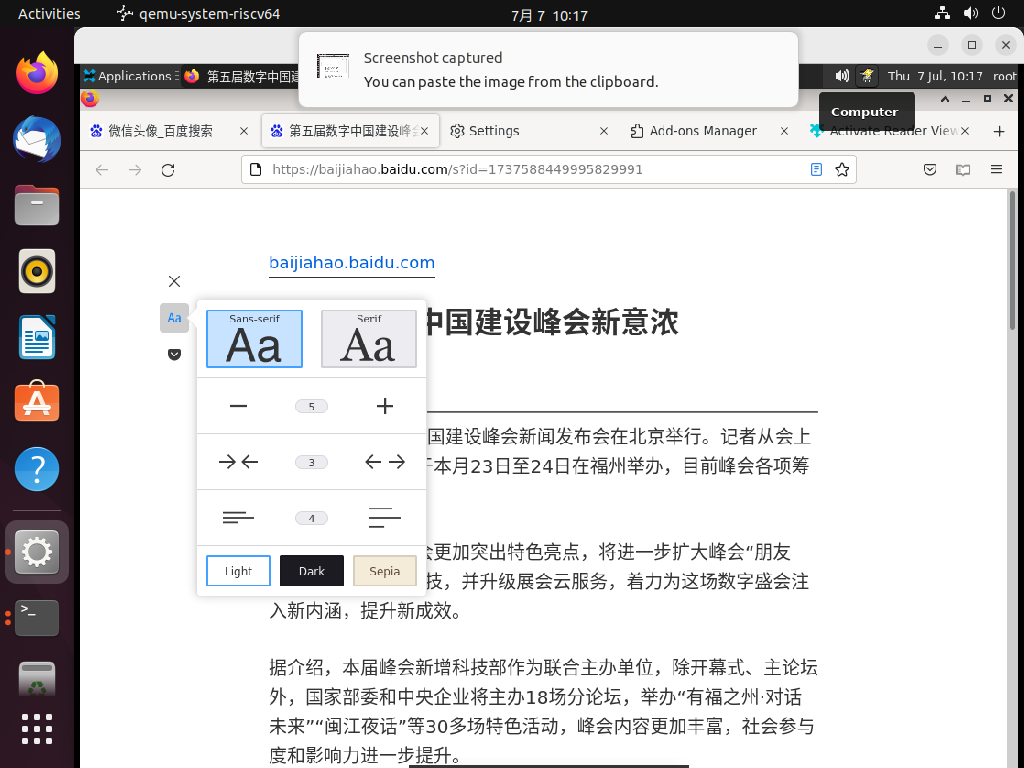 Activities
qemu-system-riscv64
7月 7 10:17
Screenshot captured
You can paste the image from the clipboard.
Applications
第五届数字中国建
Thu 7 Jul, 10:17 root
Computer
微信头像_百度搜索
第五届数字中国建设峰会
Settings
Add-ons Manager
Activate Reader View
https://baijiahao.baidu.com/s?id=1737588449995829991
baijiahao.baidu.com
中国建设峰会新意浓
Aa
Sans-serif
Aa
Serif
Aa
5
3
4
Light
Dark
Sepia
国建设峰会新闻发布会在北京举行。记者从会上
本月23日至24日在福州举办，目前峰会各项筹
会更加突出特色亮点，将进一步扩大峰会“朋友
技，并升级展会云服务，着力为这场数字盛会注
入新内涵，提升新成效。
据介绍，本届峰会新增科技部作为联合主办单位，除开幕式、主论坛
外，国家部委和中央企业将主办18场分论坛，举办“有福之州·对话
未来”“闽江夜话”等30多场特色活动，峰会内容更加丰富，社会参与
度和影响力进一步提升。